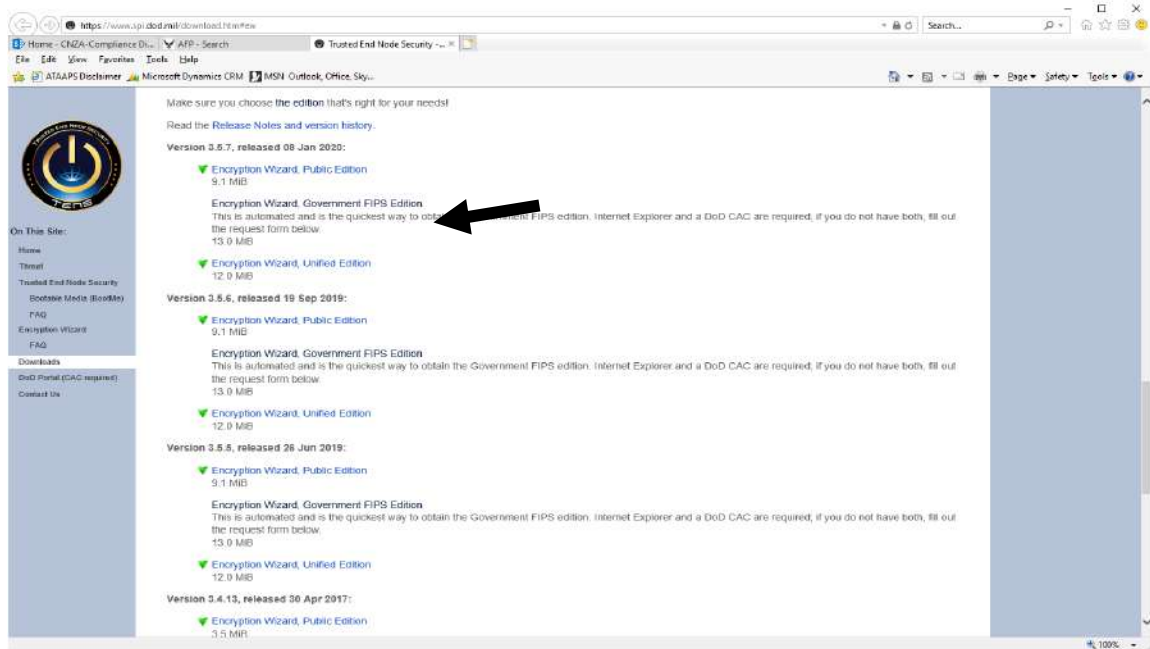 https://www.spi.dod.mil/download.htm#ew
Search...
Home - CNZA-Compliance Di...
AFP - Search
Trusted End Node Security -...
File Edit View Favorites Tools Help
ATAAPS Disclaimer Microsoft Dynamics CRM MSN Outlook, Office, Sky...
Page Safety Tools
Make sure you choose the edition that's right for your needs!
Read the Release Notes and version history.
Version 3.5.7, released 08 Jan 2020:
Encryption Wizard, Public Edition
9.1 MiB
Encryption Wizard, Government FIPS Edition
This is automated and is the quickest way to obtain FIPS edition. Internet Explorer and a DoD CAC are required; if you do not have both, fill out
the request form below.
13.0 MiB
Encryption Wizard, Unified Edition
12.0 MiB
Version 3.5.6, released 19 Sep 2019:
Encryption Wizard, Public Edition
9.1 MiB
Encryption Wizard, Government FIPS Edition
This is automated and is the quickest way to obtain the Government FIPS edition. Internet Explorer and a DoD CAC are required; if you do not have both, fill out
the request form below.
13.0 MiB
Encryption Wizard, Unified Edition
12.0 MiB
Version 3.5.5, released 26 Jun 2019:
Encryption Wizard, Public Edition
9.1 MiB
Encryption Wizard, Government FIPS Edition
This is automated and is the quickest way to obtain the Government FIPS edition. Internet Explorer and a DoD CAC are required; if you do not have both, fill out
the request form below.
13.0 MiB
Encryption Wizard, Unified Edition
12.0 MiB
Version 3.4.13, released 30 Apr 2017:
Encryption Wizard, Public Edition
3.5 MiB
TRUSTED END NODE SECURITY
TENS
On This Site:
Home
Threat
Trusted End Node Security
Bootable Media (BootMe)
FAQ
Encryption Wizard
FAQ
Downloads
DoD Portal (CAC required)
Contact Us
100%